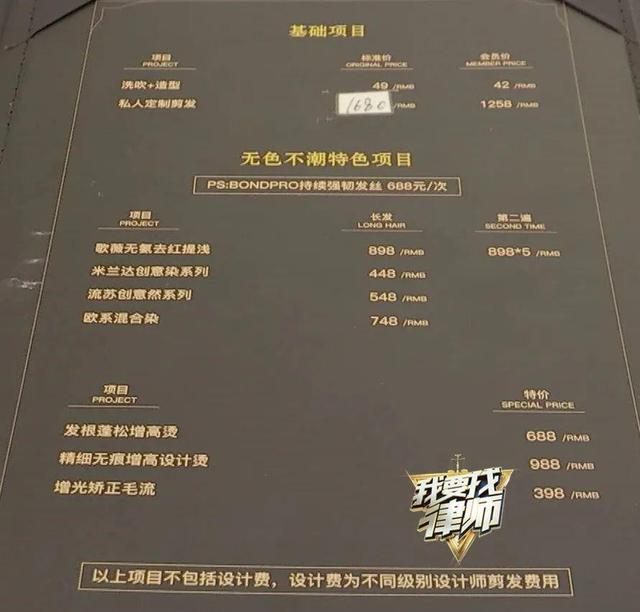 基础项目
项目 标准价 会员价
PROJECT ORIGINAL PRICE MEMBER PRICE
洗吹+造型 49 /RMB 42 /RMB
私人定制剪发 1680 /RMB 1258 /RMB
无色不潮特色项目
PS:BONDPRO持续强韧发丝 688元/次
项目 长发 第二遍
PROJECT LONG HAIR SECOND TIME
歌薇无氨去红提浅 898 /RMB 898*5 /RMB
米兰达创意染系列 448 /RMB
流苏创意然系列 548 /RMB
欧系混合染 748 /RMB
项目 特价
PROJECT SPECIAL PRICE
发根蓬松增高烫 688 /RMB
精细无痕增高设计烫 988 /RMB
增光矫正毛流 398 /RMB
我要找
律师
以上项目不包括设计费，设计费为不同级别设计师剪发费用